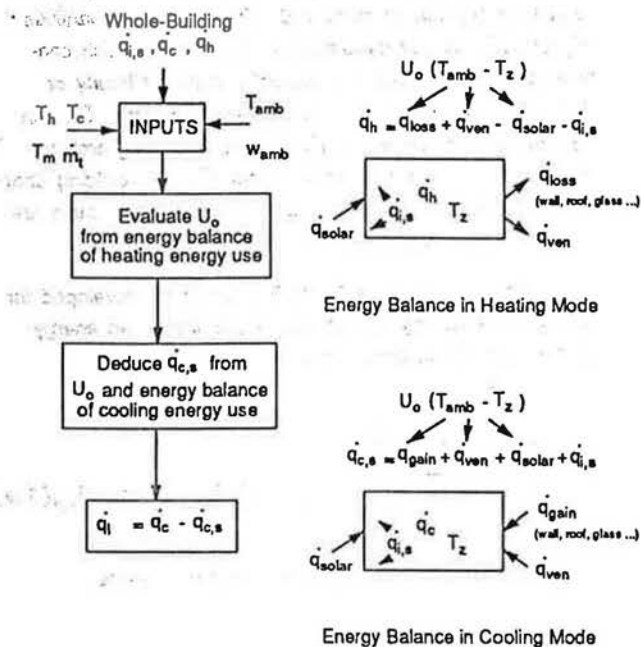 Whole-Building
q̇i,s , q̇c , q̇h
Th Tc
Tm ṁt
INPUTS
Tamb
wamb
Evaluate Uo
from energy balance
of heating energy use
Deduce q̇c,s from
Uo and energy balance
of cooling energy use
q̇l = q̇c - q̇c,s
Uo (Tamb - Tz)
q̇h = q̇loss + q̇ven - q̇solar - q̇i,s
q̇solar
q̇h
q̇i,s
Tz
q̇loss
(wall, roof, glass ...)
q̇ven
Energy Balance in Heating Mode
Uo (Tamb - Tz)
q̇c,s = q̇gain + q̇ven + q̇solar + q̇i,s
q̇solar
q̇c
q̇i,s
Tz
q̇gain
(wall, roof, glass ...)
q̇ven
Energy Balance in Cooling Mode